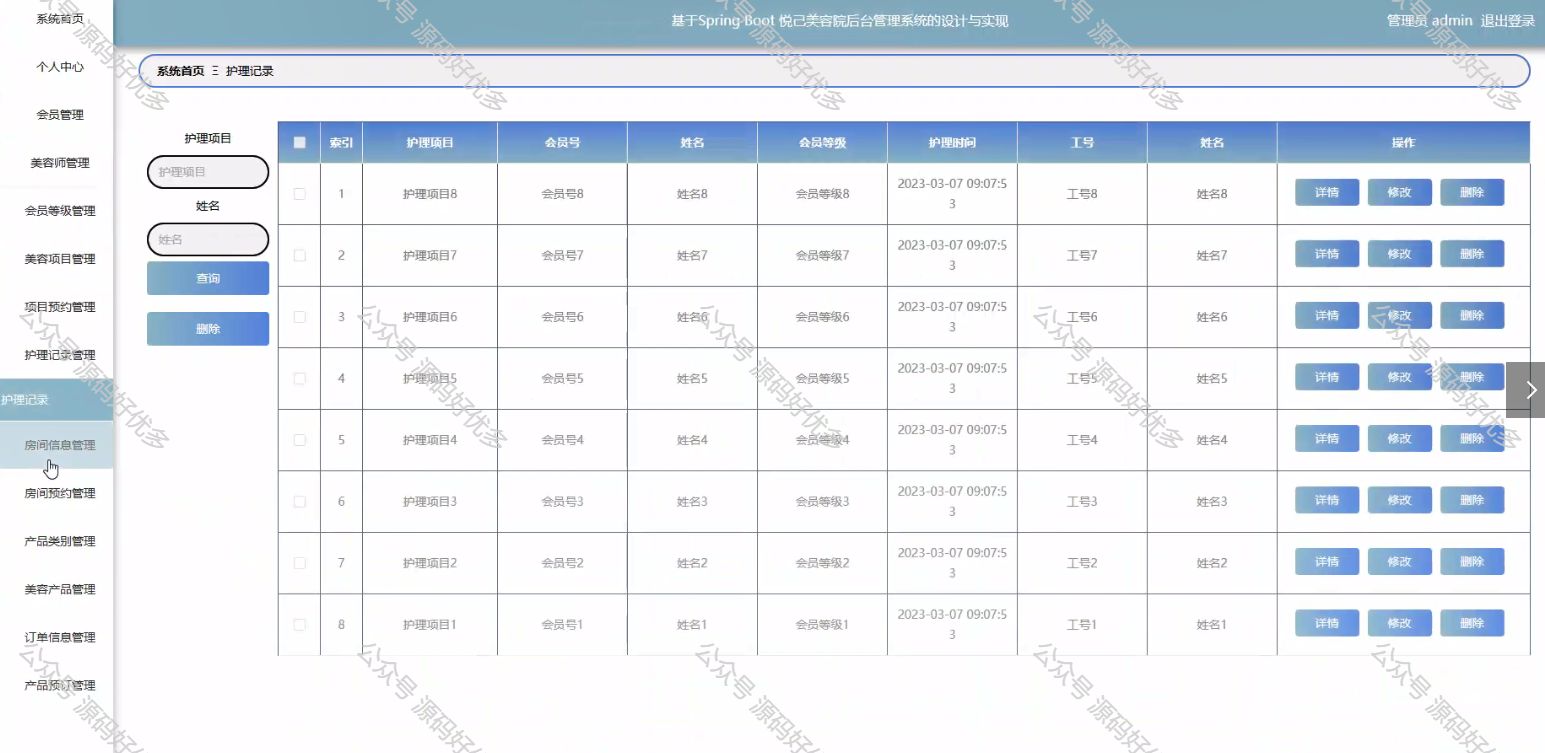 基于Spring Boot 悦己美容院后台管理系统的设计与实现
管理员 admin 退出登录
系统首页
个人中心
会员管理
美容师管理
会员等级管理
美容项目管理
项目预约管理
护理记录管理
护理记录
房间信息管理
房间预约管理
产品类别管理
美容产品管理
订单信息管理
产品预订管理
系统首页 Ξ 护理记录
护理项目
护理项目
姓名
姓名
查询
删除
索引 护理项目 会员号 姓名 会员等级 护理时间 工号 姓名 操作
1 护理项目8 会员号8 姓名8 会员等级8 2023-03-07 09:07:53 工号8 姓名8 详情 修改 删除
2 护理项目7 会员号7 姓名7 会员等级7 2023-03-07 09:07:53 工号7 姓名7 详情 修改 删除
3 护理项目6 会员号6 姓名6 会员等级6 2023-03-07 09:07:53 工号6 姓名6 详情 修改 删除
4 护理项目5 会员号5 姓名5 会员等级5 2023-03-07 09:07:53 工号5 姓名5 详情 修改 删除
5 护理项目4 会员号4 姓名4 会员等级4 2023-03-07 09:07:53 工号4 姓名4 详情 修改 删除
6 护理项目3 会员号3 姓名3 会员等级3 2023-03-07 09:07:53 工号3 姓名3 详情 修改 删除
7 护理项目2 会员号2 姓名2 会员等级2 2023-03-07 09:07:53 工号2 姓名2 详情 修改 删除
8 护理项目1 会员号1 姓名1 会员等级1 2023-03-07 09:07:53 工号1 姓名1 详情 修改 删除
公众号 源码好优多